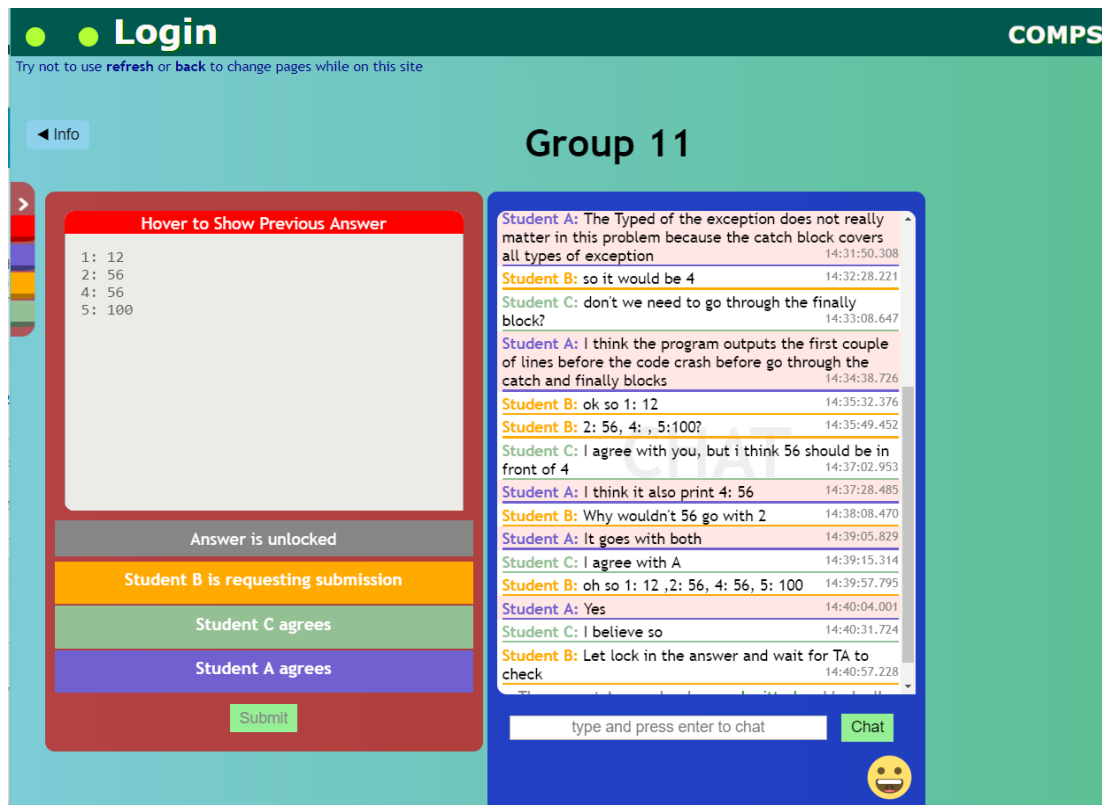 Login
COMPS
Try not to use refresh or back to change pages while on this site
◀ Info
Group 11
Hover to Show Previous Answer
1: 12
2: 56
4: 56
5: 100
Answer is unlocked
Student B is requesting submission
Student C agrees
Student A agrees
Submit
CHAT
Student A: The Typed of the exception does not really
matter in this problem because the catch block covers
all types of exception 14:31:50.308
Student B: so it would be 4 14:32:28.221
Student C: don't we need to go through the finally
block? 14:33:08.647
Student A: I think the program outputs the first couple
of lines before the code crash before go through the
catch and finally blocks 14:34:38.726
Student B: ok so 1: 12 14:35:32.376
Student B: 2: 56, 4: , 5:100? 14:35:49.452
Student C: I agree with you, but i think 56 should be in
front of 4 14:37:02.953
Student A: I think it also print 4: 56 14:37:28.485
Student B: Why wouldn't 56 go with 2 14:38:08.470
Student A: It goes with both 14:39:05.829
Student C: I agree with A 14:39:15.314
Student B: oh so 1: 12 ,2: 56, 4: 56, 5: 100 14:39:57.795
Student A: Yes 14:40:04.001
Student C: I believe so 14:40:31.724
Student B: Let lock in the answer and wait for TA to
check 14:40:57.228
type and press enter to chat
Chat